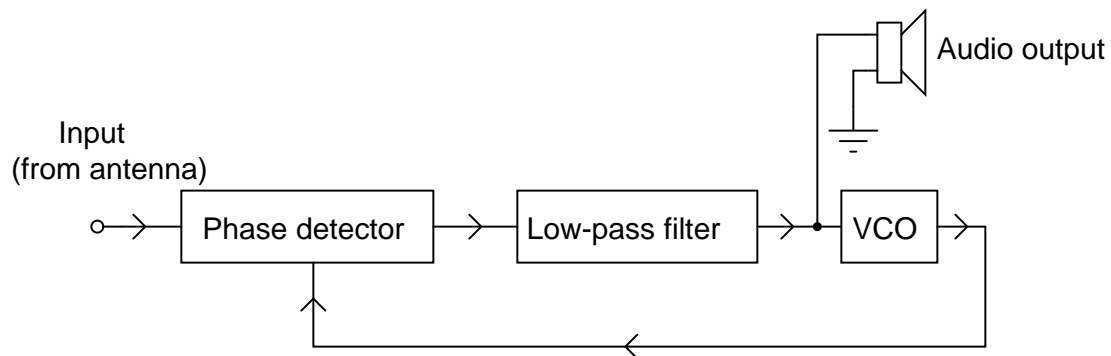 Audio output
Input
(from antenna)
Phase detector
Low-pass filter
VCO